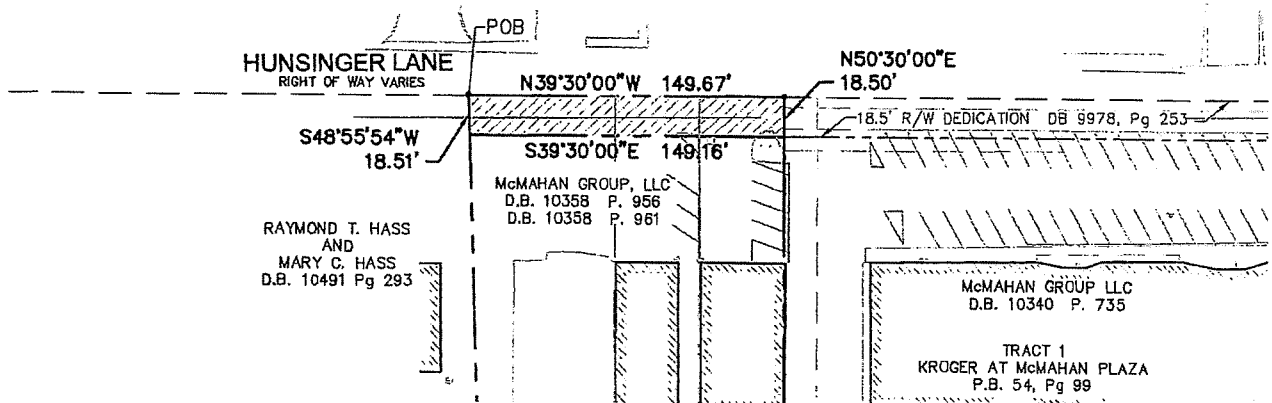 POB
HUNSINGER LANE
RIGHT OF WAY VARIES
N39°30'00"W 149.67'
N50°30'00"E
18.50'
18.5' R/W DEDICATION DB 9978, Pg 253
S48°55'54"W
18.51'
S39°30'00"E 149.16'
McMAHAN GROUP, LLC
D.B. 10358 P. 956
D.B. 10358 P. 961
RAYMOND T. HASS
AND
MARY C. HASS
D.B. 10491 Pg 293
McMAHAN GROUP LLC
D.B. 10340 P. 735
TRACT 1
KROGER AT McMAHAN PLAZA
P.B. 54, Pg 99